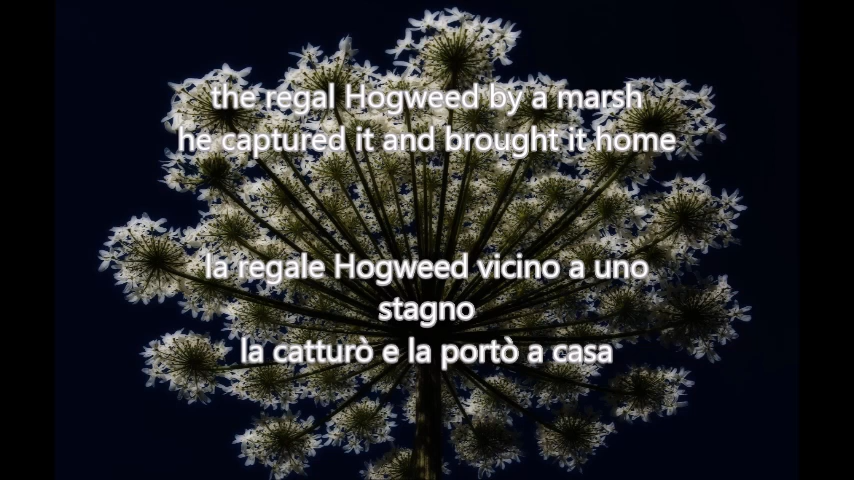 the regal Hogweed by a marsh
he captured it and brought it home
la regale Hogweed vicino a uno
stagno
la catturò e la portò a casa